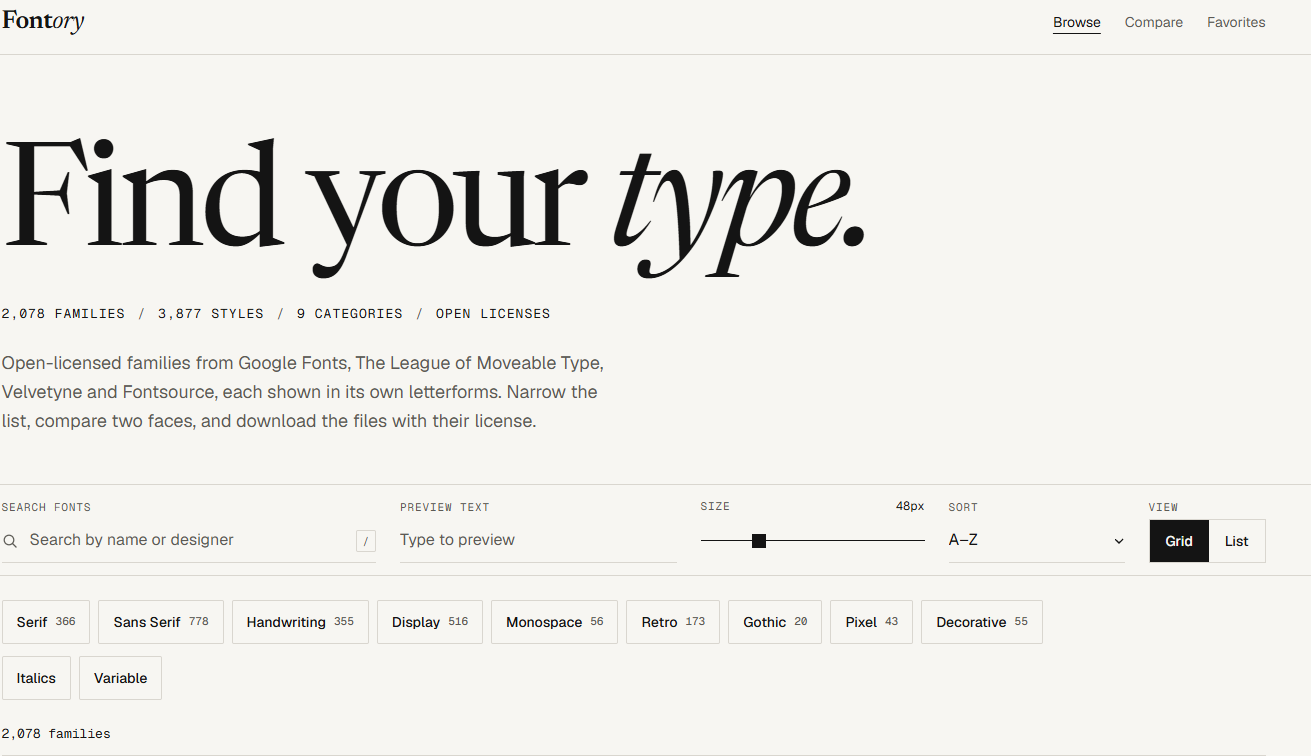 Fontory Browse Compare Favorites
Find your type.
2,078 FAMILIES / 3,877 STYLES / 9 CATEGORIES / OPEN LICENSES
Open-licensed families from Google Fonts, The League of Moveable Type,
Velvetyne and Fontsource, each shown in its own letterforms. Narrow the
list, compare two faces, and download the files with their license.
SEARCH FONTS PREVIEW TEXT SIZE 48px SORT VIEW
Search by name or designer / Type to preview A–Z Grid List
Serif 366 Sans Serif 778 Handwriting 355 Display 516 Monospace 56 Retro 173 Gothic 20 Pixel 43 Decorative 55
Italics Variable
2,078 families